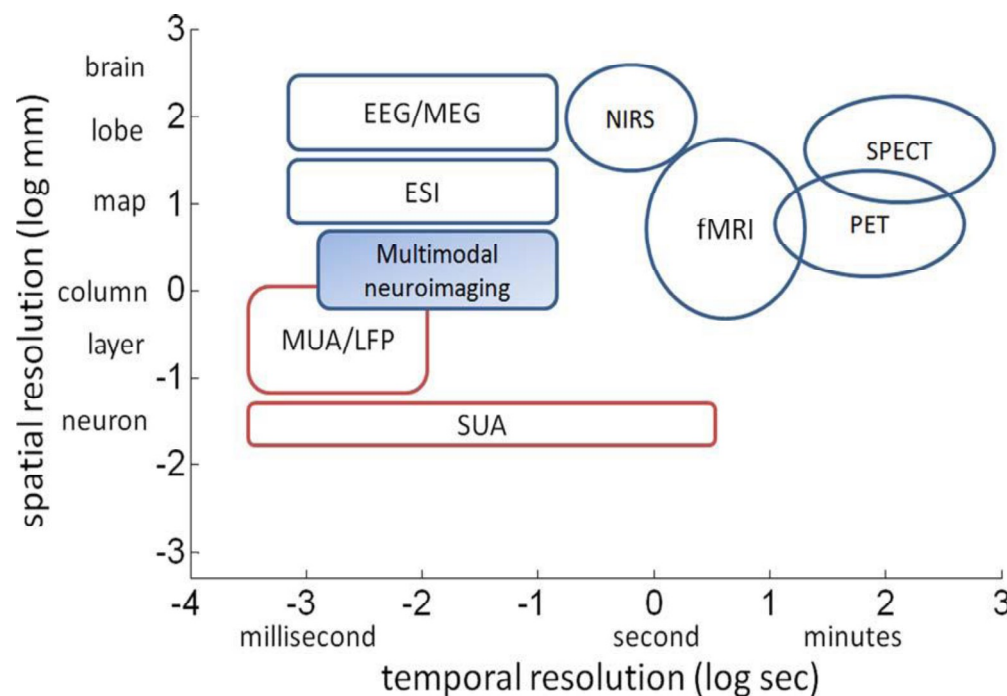 3
brain
EEG/MEG
NIRS
2
lobe
SPECT
ESI
map
1
fMRI
PET
Multimodal
neuroimaging
column
0
MUA/LFP
layer
-1
neuron
SUA
-2
-3
spatial resolution (log mm)
-4 -3 -2 -1 0 1 2 3
millisecond second minutes
temporal resolution (log sec)